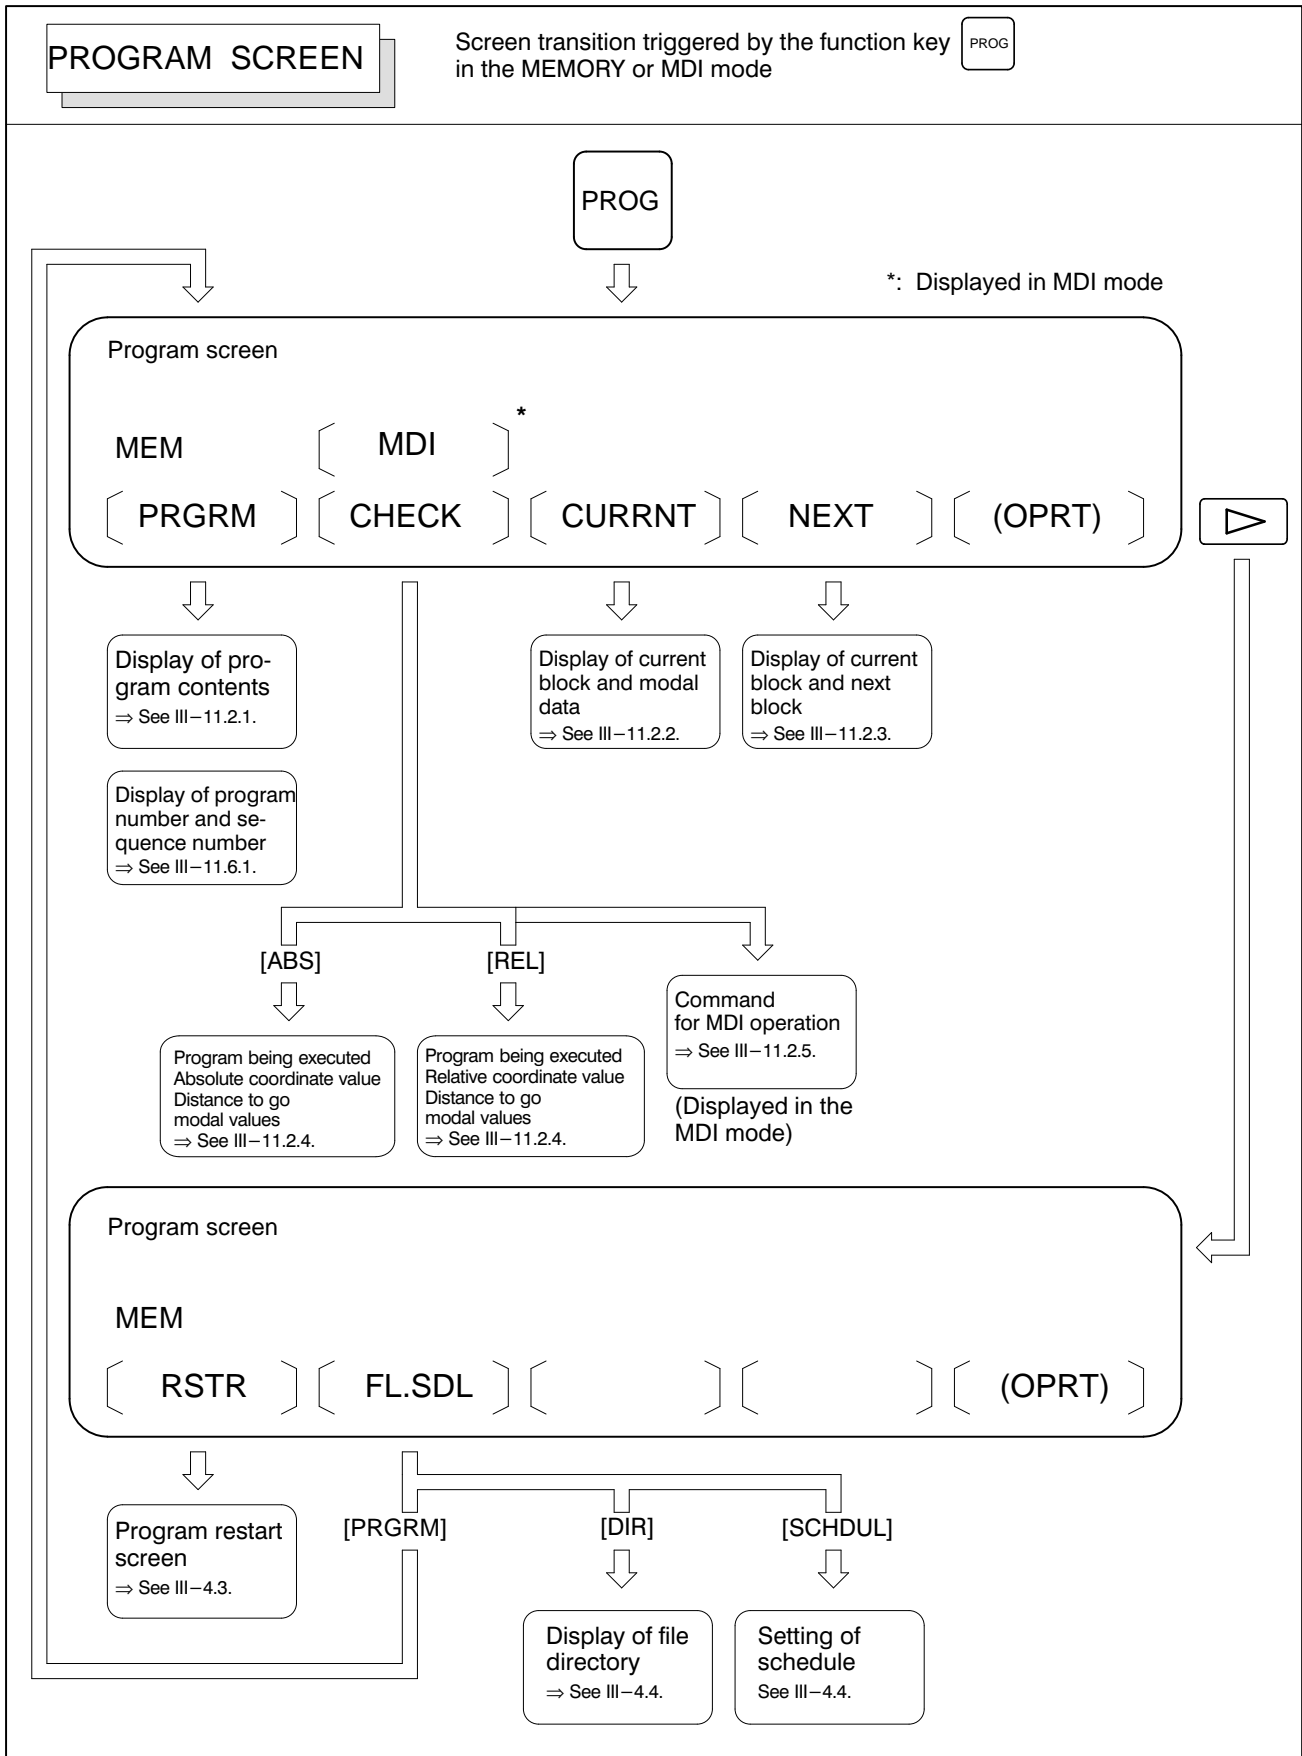 PROGRAM SCREEN
Screen transition triggered by the function key PROG
in the MEMORY or MDI mode
PROG
*: Displayed in MDI mode
Program screen
MEM
MDI *
PRGRM
CHECK
CURRNT
NEXT
(OPRT)
Display of pro-
gram contents
⇒ See III−11.2.1.
Display of current
block and modal
data
⇒ See III−11.2.2.
Display of current
block and next
block
⇒ See III−11.2.3.
Display of program
number and se-
quence number
⇒ See III−11.6.1.
[ABS]
[REL]
Program being executed
Absolute coordinate value
Distance to go
modal values
⇒ See III−11.2.4.
Program being executed
Relative coordinate value
Distance to go
modal values
⇒ See III−11.2.4.
Command
for MDI operation
⇒ See III−11.2.5.
(Displayed in the
MDI mode)
Program screen
MEM
RSTR
FL.SDL
(OPRT)
Program restart
screen
⇒ See III−4.3.
[PRGRM]
[DIR]
[SCHDUL]
Display of file
directory
⇒ See III−4.4.
Setting of
schedule
See III−4.4.